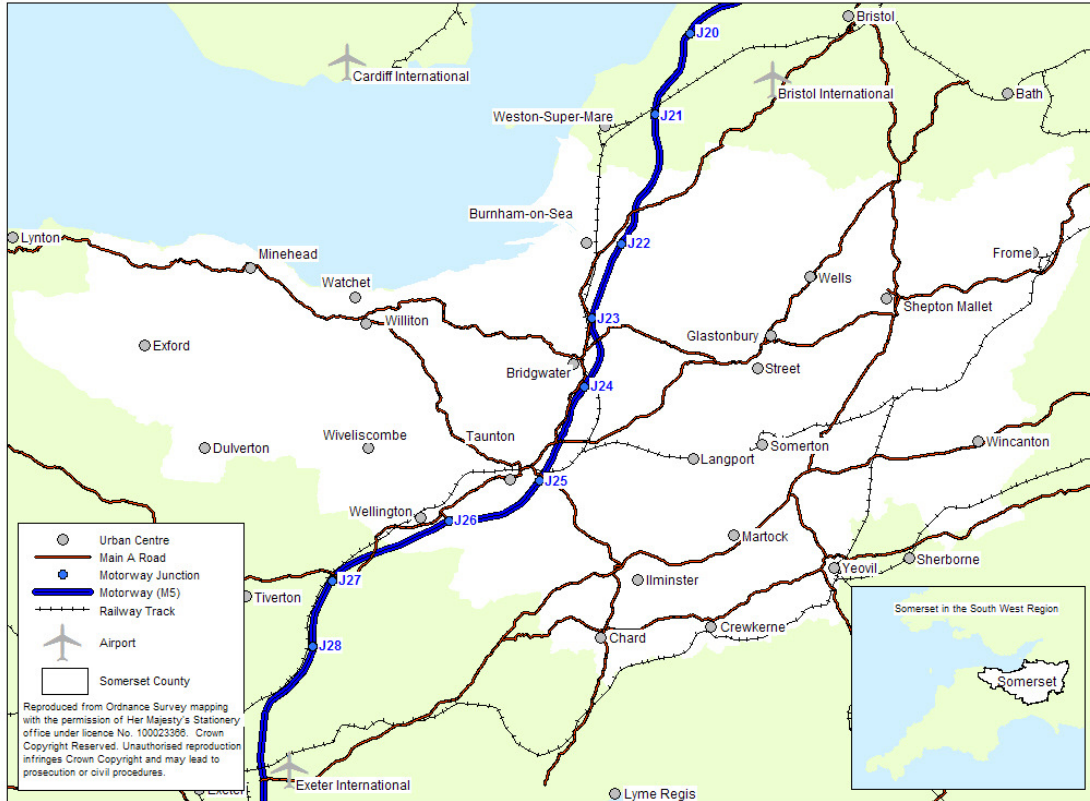 Bristol
J20
Cardiff International
Bristol International
Bath
J21
Weston-Super-Mare
Burnham-on-Sea
Lynton
J22
Minehead
Frome
Watchet
Wells
Shepton Mallet
J23
Williton
Glastonbury
Exford
Bridgwater
Street
J24
Dulverton
Wiveliscombe
Taunton
Somerton
Wincanton
Langport
J25
Wellington
J26
Martock
Sherborne
Yeovil
J27
Ilminster
Tiverton
Crewkerne
Chard
J28
Exeter International
Exeter
Lyme Regis
Urban Centre
Main A Road
Motorway Junction
Motorway (M5)
Railway Track
Airport
Somerset County
Reproduced from Ordnance Survey mapping
with the permission of Her Majesty's Stationery
office under licence No. 100023366. Crown
Copyright Reserved. Unauthorised reproduction
infringes Crown Copyright and may lead to
prosecution or civil procedures.
Somerset in the South West Region
Somerset